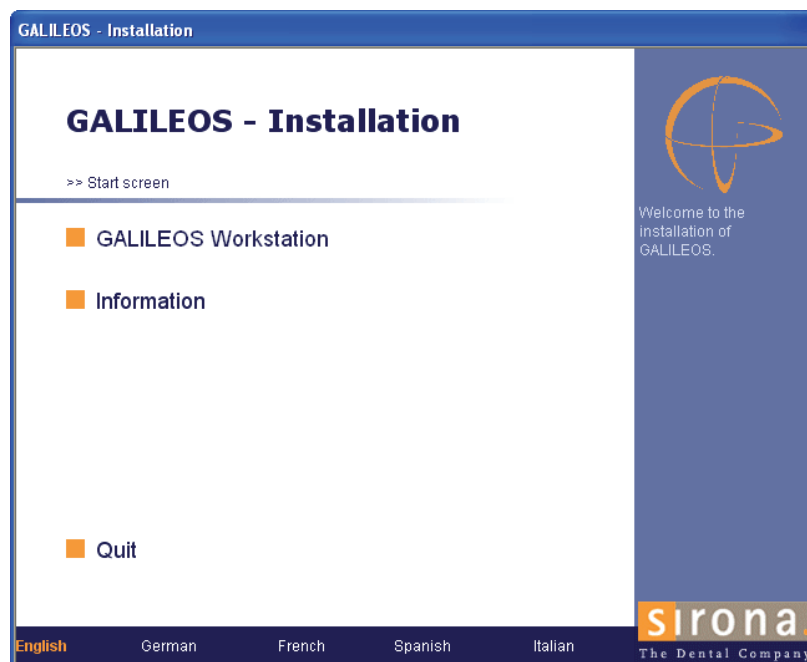 GALILEOS - Installation
GALILEOS - Installation
>> Start screen
GALILEOS Workstation
Information
Quit
Welcome to the
installation of
GALILEOS.
English German French Spanish Italian
sirona.
The Dental Company